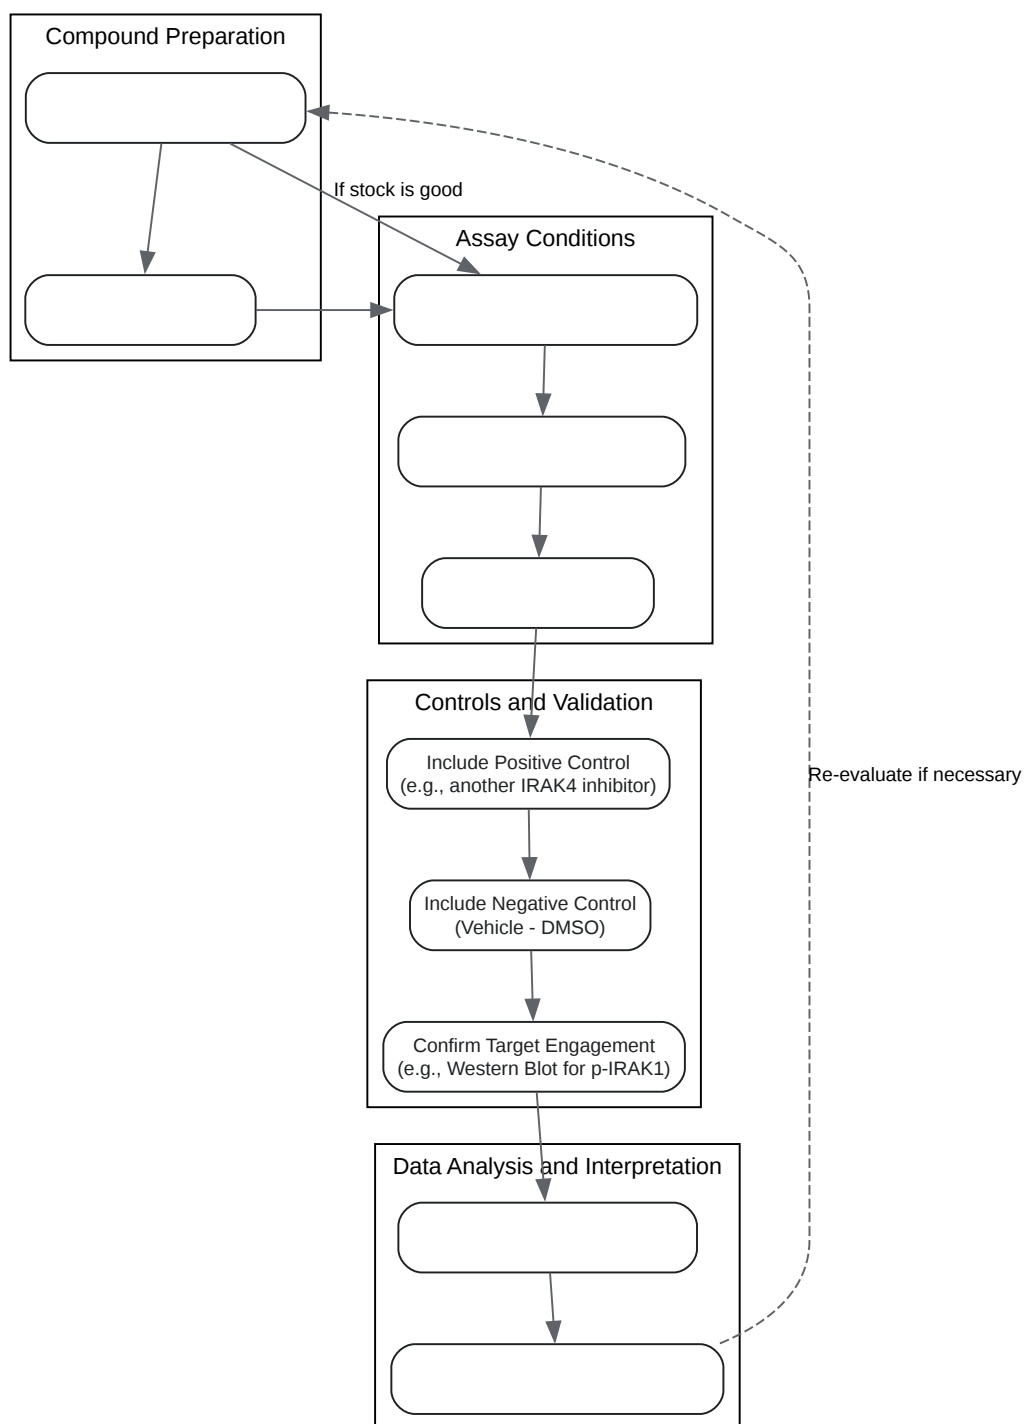 Compound Preparation
If stock is good
Assay Conditions
Controls and Validation
Include Positive Control
(e.g., another IRAK4 inhibitor)
Re-evaluate if necessary
Include Negative Control
(Vehicle - DMSO)
Confirm Target Engagement
(e.g., Western Blot for p-IRAK1)
Data Analysis and Interpretation